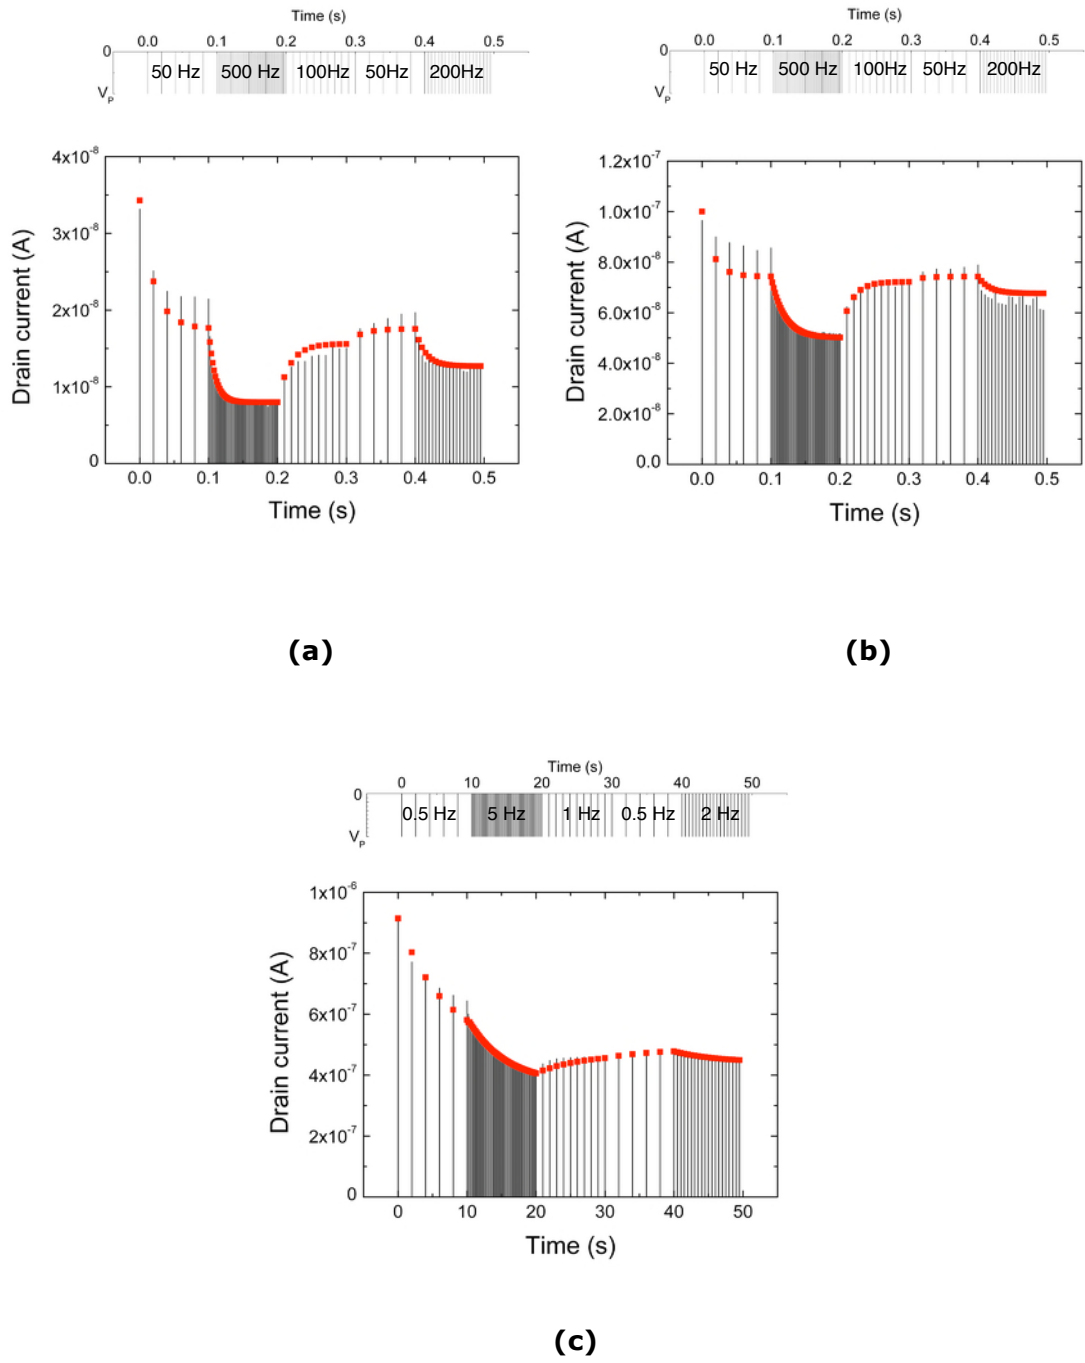 Time (s)
0.0 0.1 0.2 0.3 0.4 0.5
0
50 Hz 500 Hz 100Hz 50Hz 200Hz
VP
4x10-8
3x10-8
2x10-8
1x10-8
0
Drain current (A)
0.0 0.1 0.2 0.3 0.4 0.5
Time (s)
(a)
Time (s)
0.0 0.1 0.2 0.3 0.4 0.5
0
50 Hz 500 Hz 100Hz 50Hz 200Hz
VP
1.2x10-7
1.0x10-7
8.0x10-8
6.0x10-8
4.0x10-8
2.0x10-8
0.0
Drain current (A)
0.0 0.1 0.2 0.3 0.4 0.5
Time (s)
(b)
Time (s)
0 10 20 30 40 50
0
0.5 Hz 5 Hz 1 Hz 0.5 Hz 2 Hz
VP
1x10-6
8x10-7
6x10-7
4x10-7
2x10-7
0
Drain current (A)
0 10 20 30 40 50
Time (s)
(c)